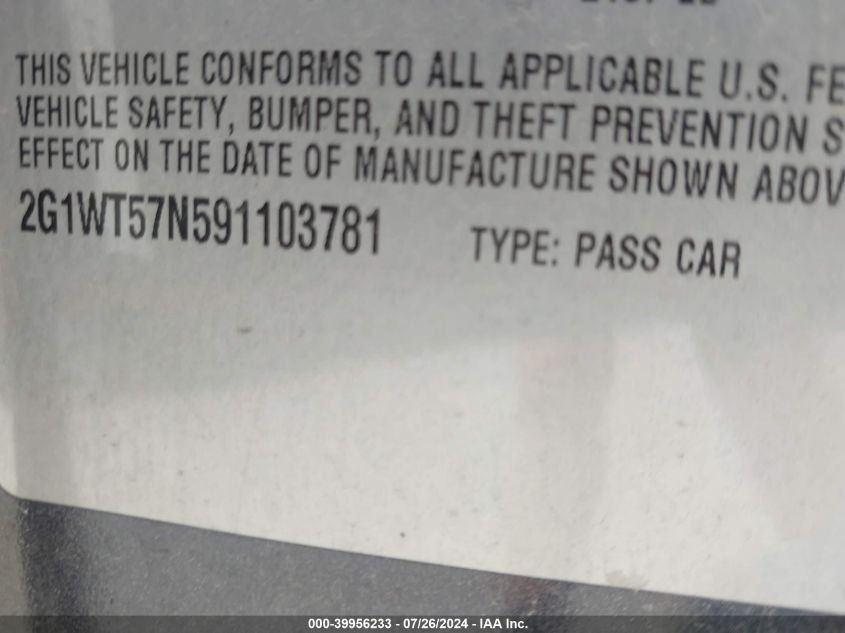 THIS VEHICLE CONFORMS TO ALL APPLICABLE U.S. FE
VEHICLE SAFETY, BUMPER, AND THEFT PREVENTION S
EFFECT ON THE DATE OF MANUFACTURE SHOWN ABOV
2G1WT57N591103781 TYPE: PASS CAR
000-39956233 - 07/26/2024 - IAA Inc.